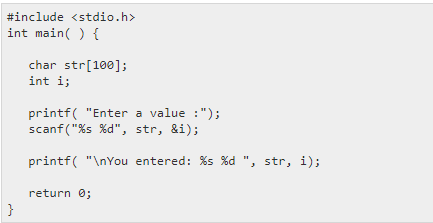 #include <stdio.h>
int main( ) {
char str[100];
int i;
printf( "Enter a value :");
scanf("%s %d", str, &i);
printf( "\nYou entered: %s %d ", str, i);
return 0;
}